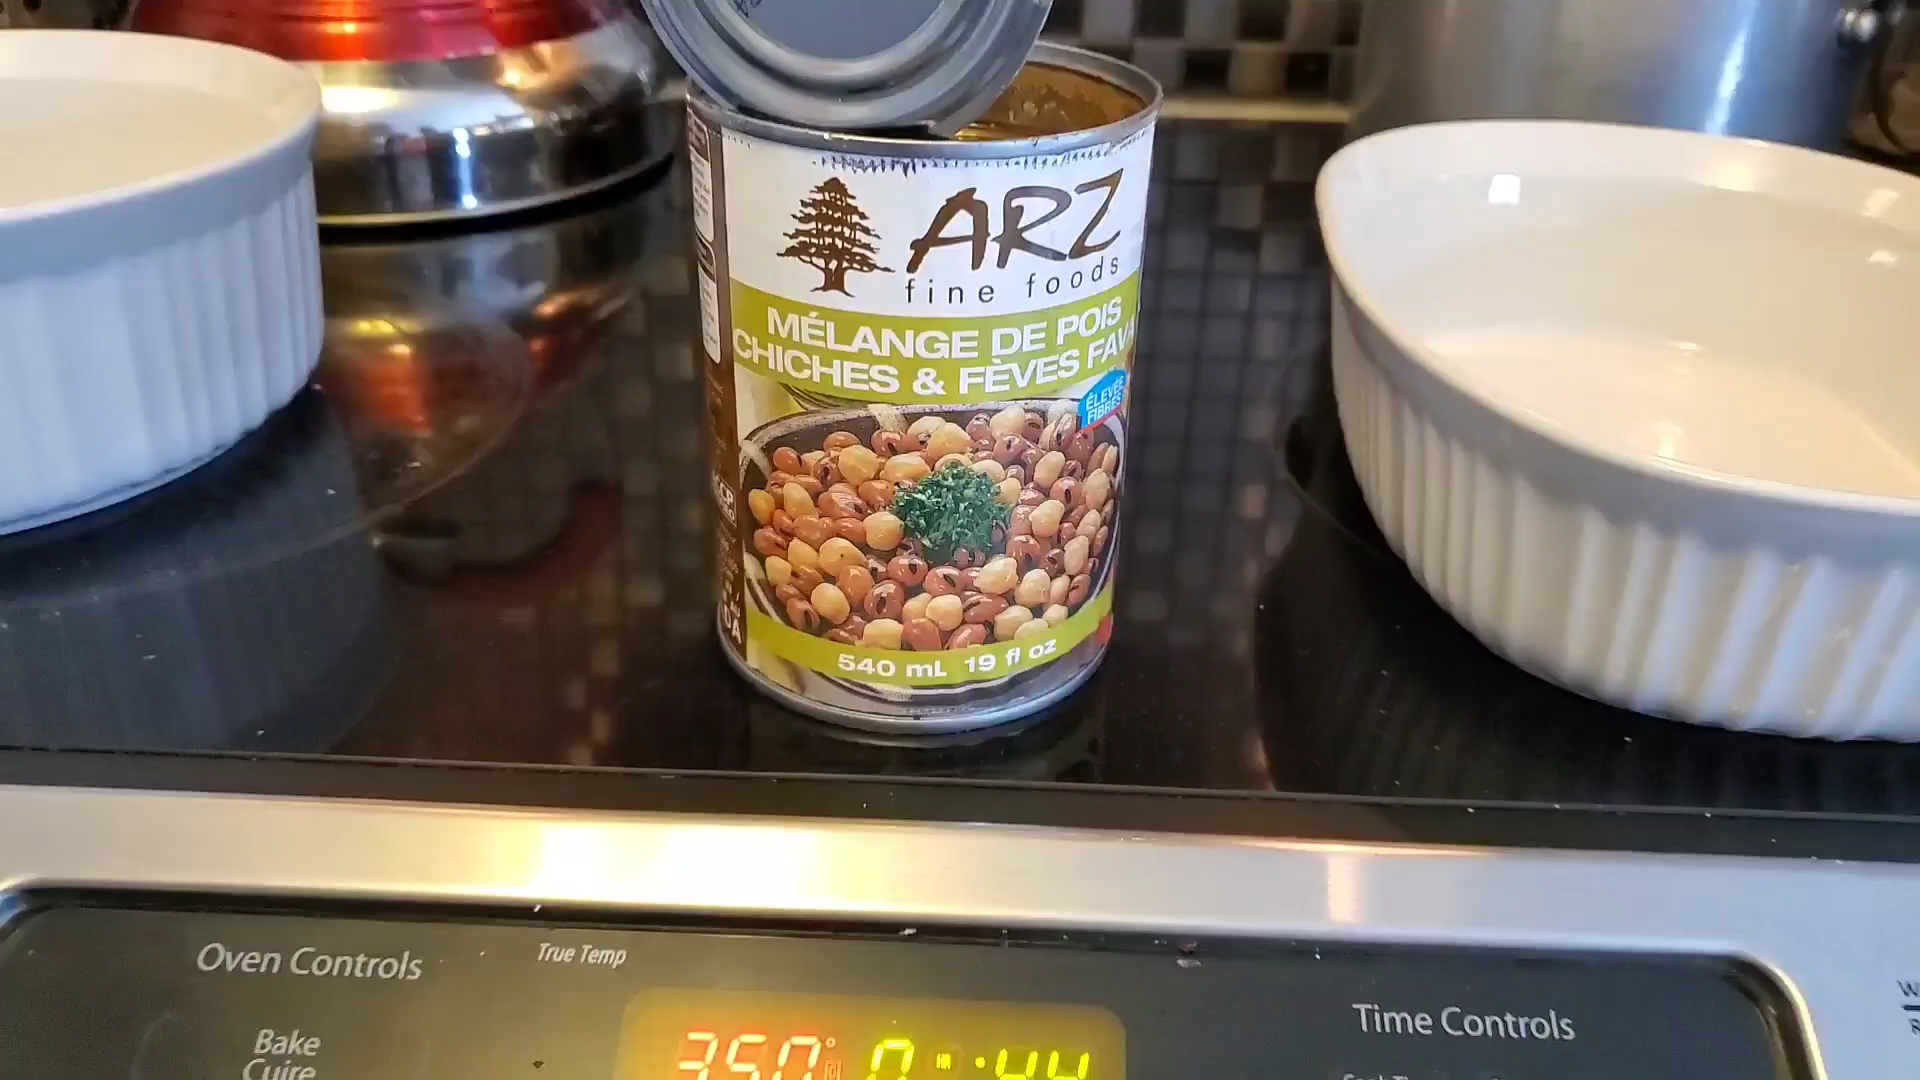 ARZ
fine foods
MÉLANGE DE POIS
CHICHES & FÈVES FAVA
ÉLEVÉE
FIBRES
540 mL 19 fl oz
Oven Controls
True Temp
Bake
Cuire
350°
0 HR :44
Time Controls